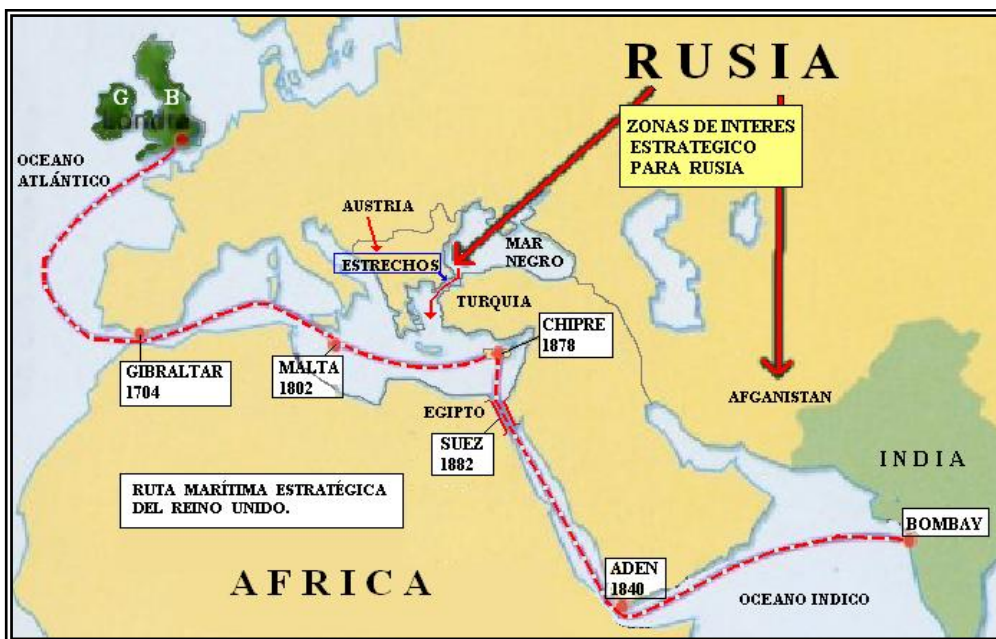 RUSIA
G B
Londres
ZONAS DE INTERES
ESTRATEGICO
PARA RUSIA
OCEANO
ATLÁNTICO
AUSTRIA
MAR
NEGRO
ESTRECHOS
TURQUIA
CHIPRE
1878
GIBRALTAR
1704
MALTA
1802
EGIPTO
SUEZ
1882
AFGANISTAN
INDIA
RUTA MARÍTIMA ESTRATÉGICA
DEL REINO UNIDO.
BOMBAY
ADEN
1840
AFRICA
OCEANO INDICO